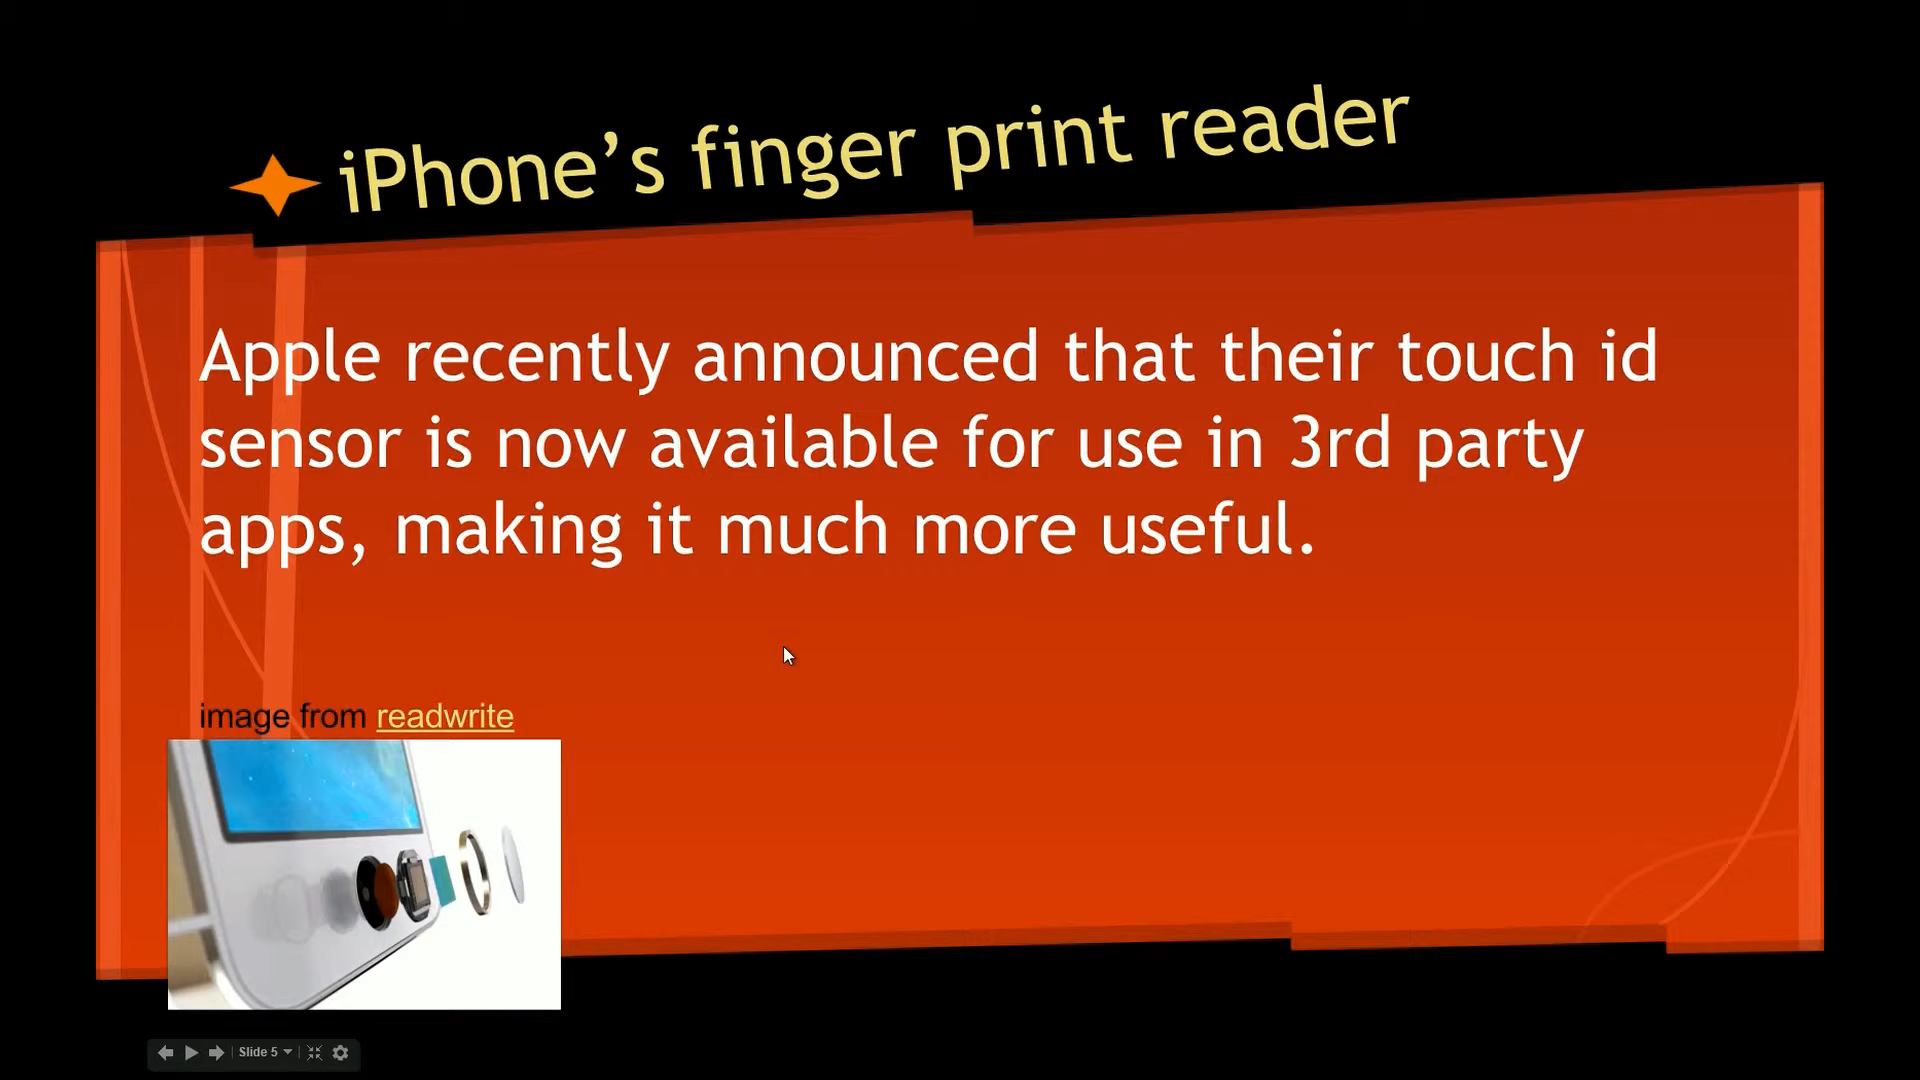 iPhone’s finger print reader
Apple recently announced that their touch id
sensor is now available for use in 3rd party
apps, making it much more useful.
image from readwrite
Slide 5